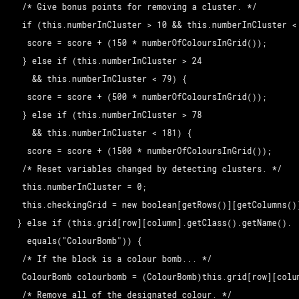 /* Give bonus points for removing a cluster. */
if (this.numberInCluster > 10 && this.numberInCluster <
score = score + (150 * numberOfColoursInGrid());
} else if (this.numberInCluster > 24
&& this.numberInCluster < 79) {
score = score + (500 * numberOfColoursInGrid());
} else if (this.numberInCluster > 78
&& this.numberInCluster < 181) {
score = score + (1500 * numberOfColoursInGrid());
/* Reset variables changed by detecting clusters. */
this.numberInCluster = 0;
this.checkingGrid = new boolean[getRows()][getColumns()
} else if (this.grid[row][column].getClass().getName().
equals("ColourBomb")) {
/* If the block is a colour bomb... */
ColourBomb colourbomb = (ColourBomb)this.grid[row][colum
/* Remove all of the designated colour. */